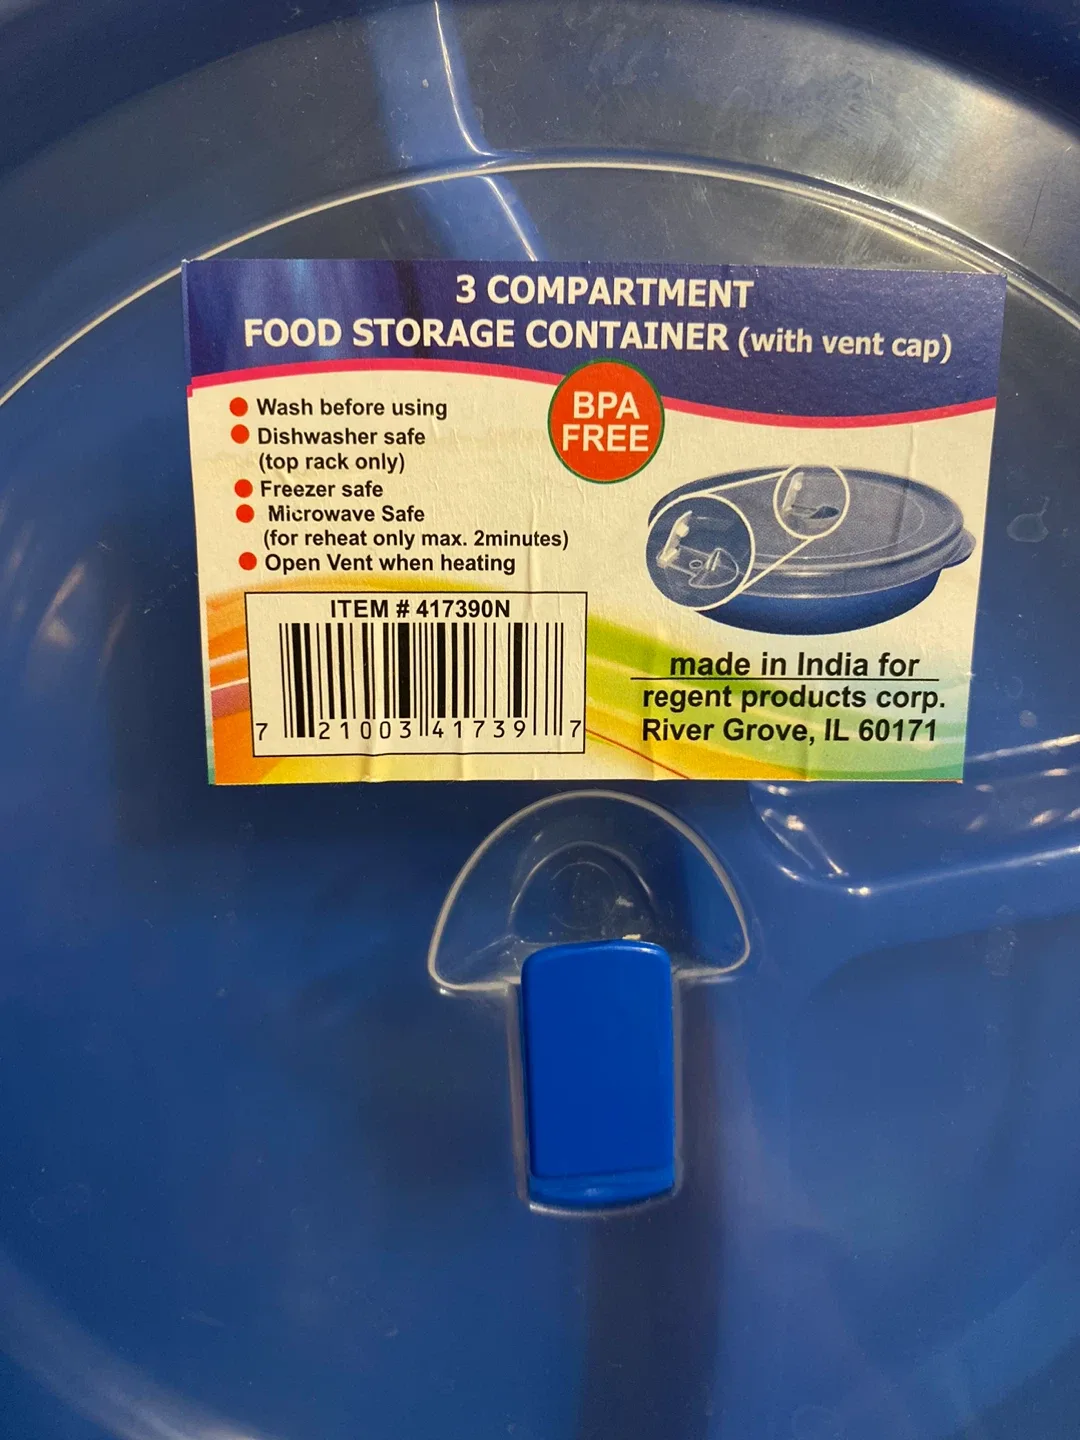 3 COMPARTMENT
FOOD STORAGE CONTAINER (with vent cap)
Wash before using
Dishwasher safe
(top rack only)
Freezer safe
Microwave Safe
(for reheat only max. 2minutes)
Open Vent when heating
BPA
FREE
ITEM # 417390N
7 21003 41739 7
made in India for
regent products corp.
River Grove, IL 60171